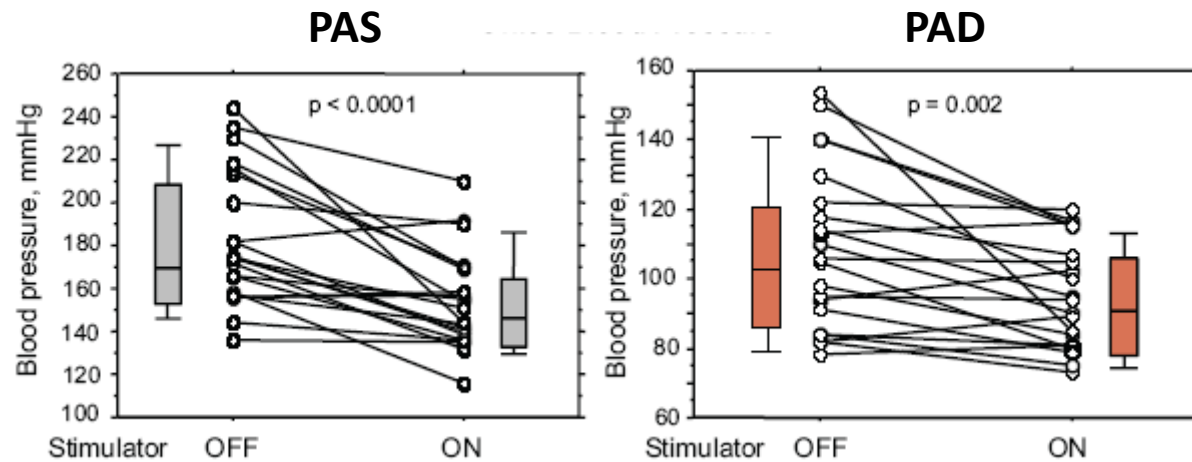 PAS
PAD
Blood pressure, mmHg
260
240
220
200
180
160
140
120
100
p < 0.0001
Stimulator OFF ON
Blood pressure, mmHg
160
140
120
100
80
60
p = 0.002
Stimulator OFF ON